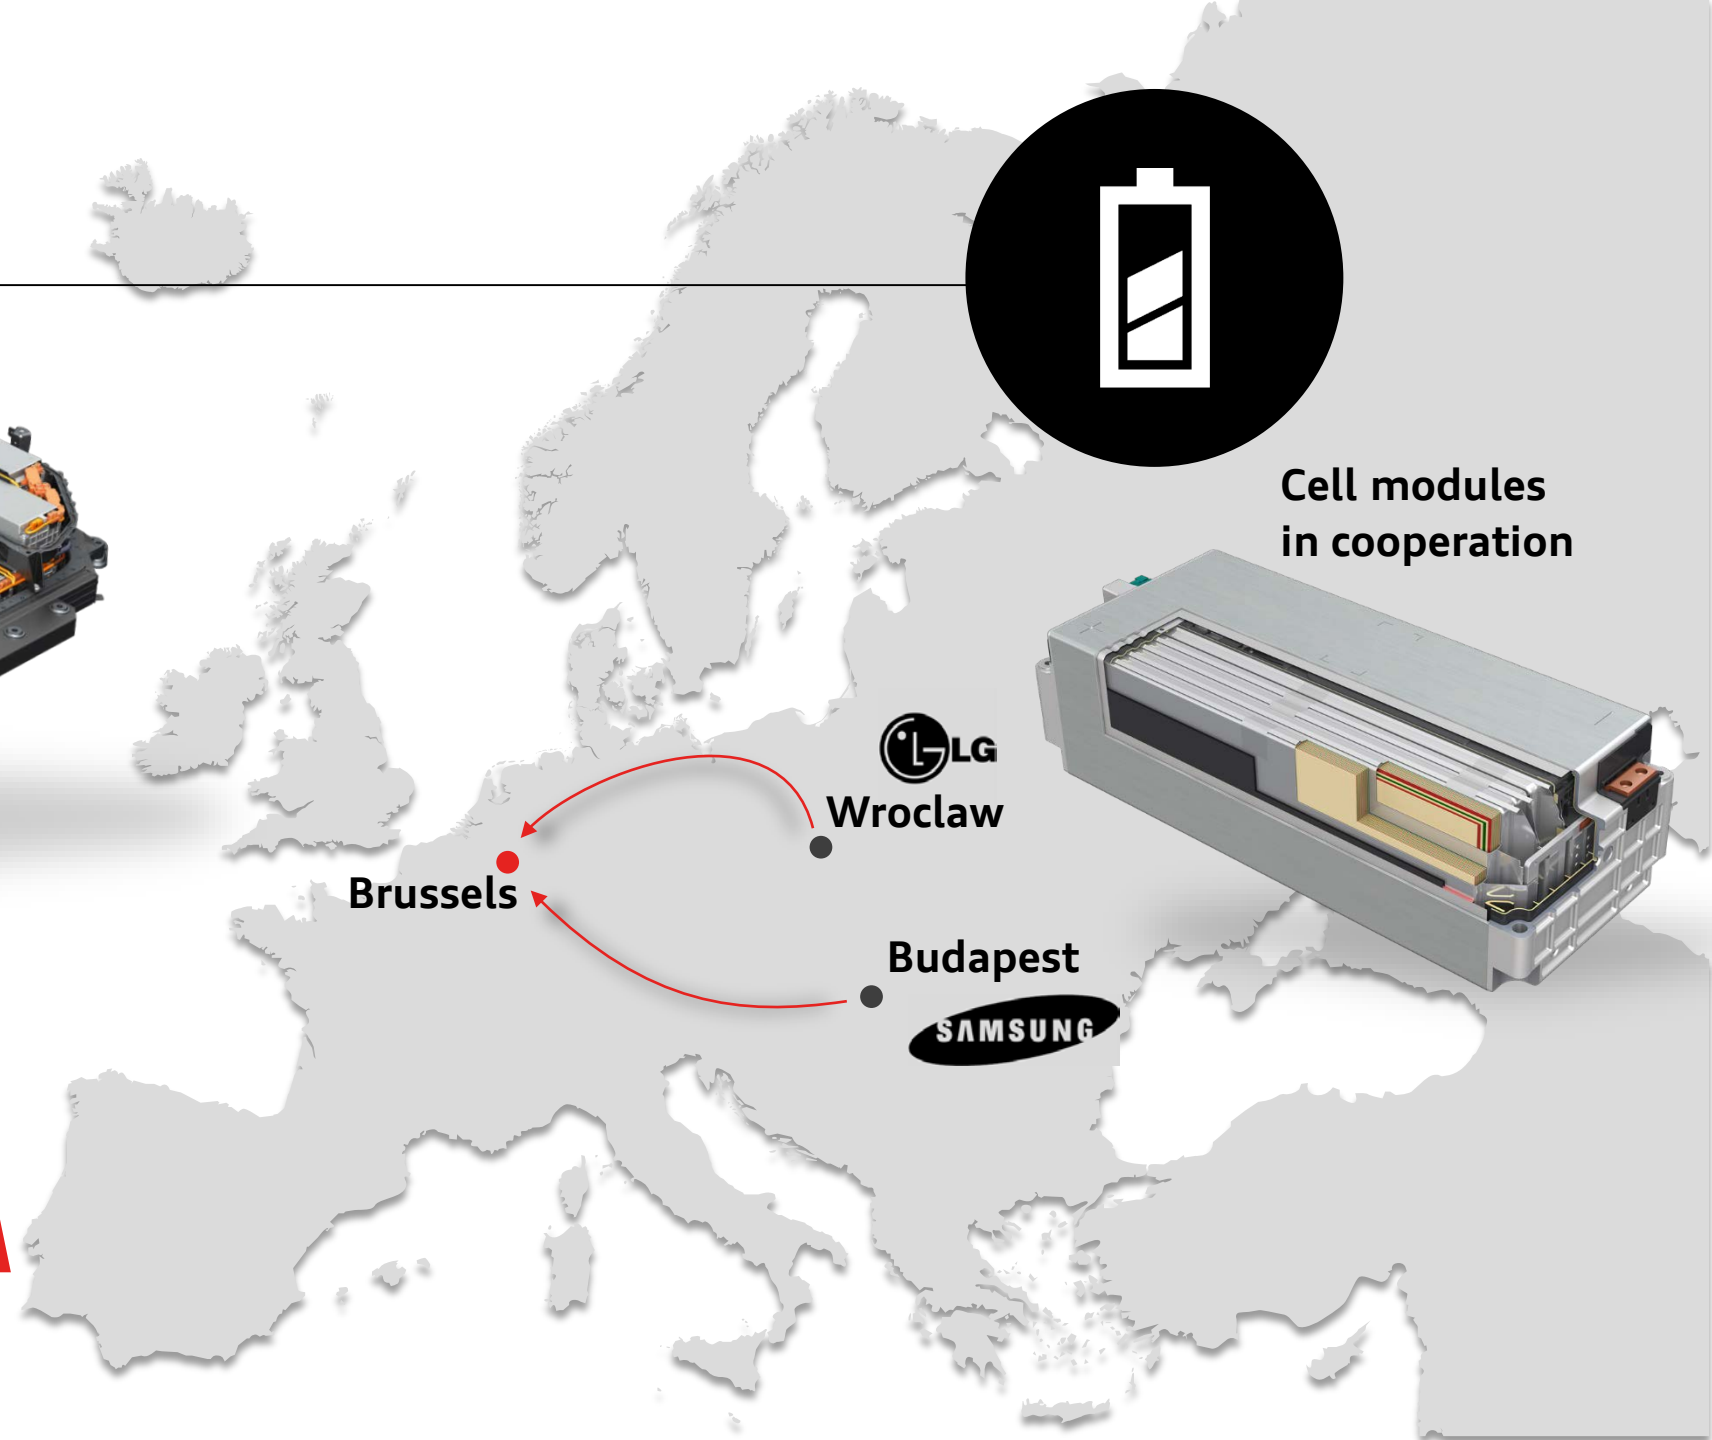 Cell modules
in cooperation
LG
Wroclaw
Brussels
Budapest
SAMSUNG